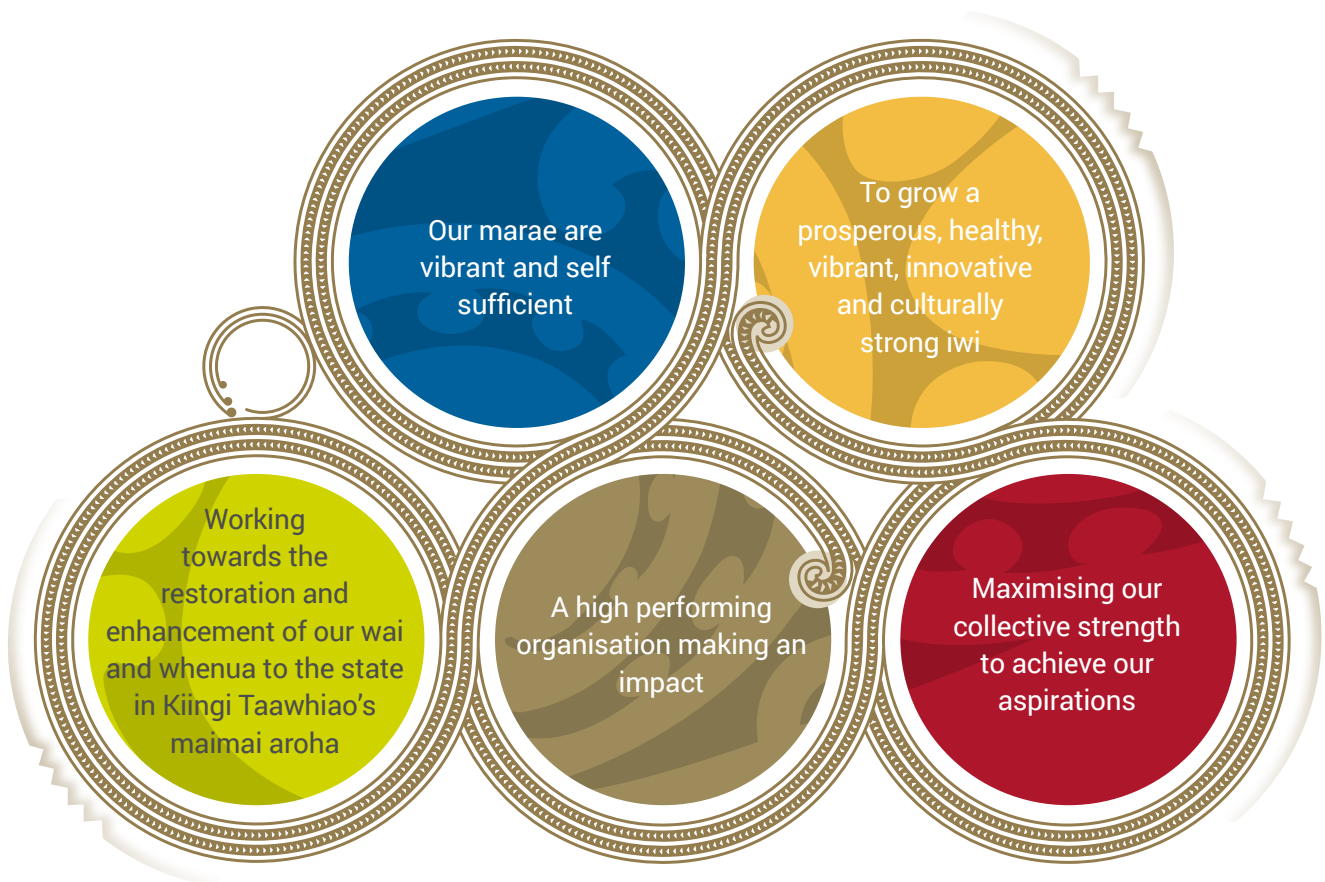 Our marae are
vibrant and self
sufficient
To grow a
prosperous, healthy,
vibrant, innovative
and culturally
strong iwi
Working
towards the
restoration and
enhancement of our wai
and whenua to the state
in Kiingi Taawhiao’s
maimai aroha
A high performing
organisation making an
impact
Maximising our
collective strength
to achieve our
aspirations